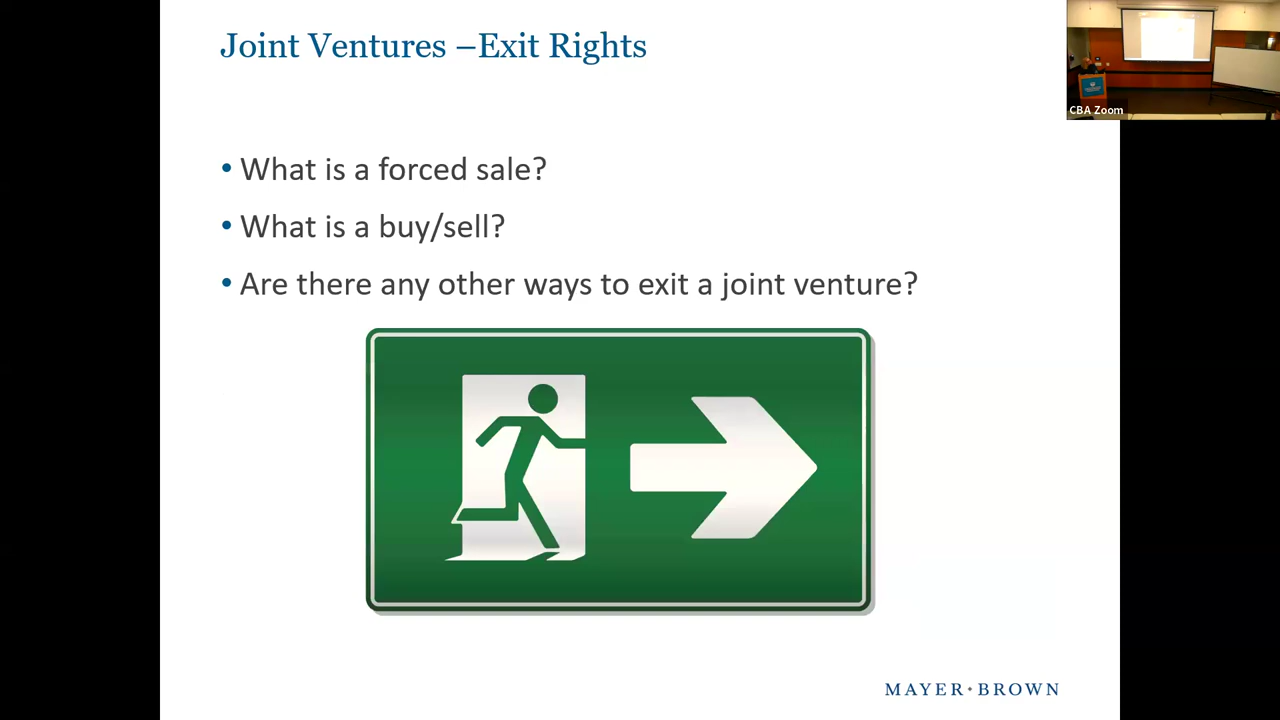 Joint Ventures –Exit Rights
CBA Zoom
• What is a forced sale?
• What is a buy/sell?
• Are there any other ways to exit a joint venture?
MAYER•BROWN